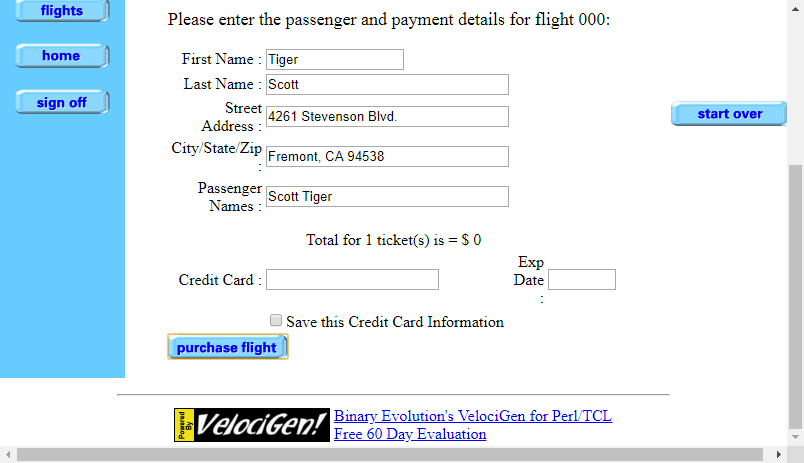 flights
home
sign off
Please enter the passenger and payment details for flight 000:
First Name : Tiger
Last Name : Scott
Street
Address : 4261 Stevenson Blvd.
City/State/Zip
: Fremont, CA 94538
Passenger
Names : Scott Tiger
start over
Total for 1 ticket(s) is = $ 0
Credit Card :
Exp
Date
:
Save this Credit Card Information
purchase flight
Powered By VelociGen!
Binary Evolution's VelociGen for Perl/TCL
Free 60 Day Evaluation